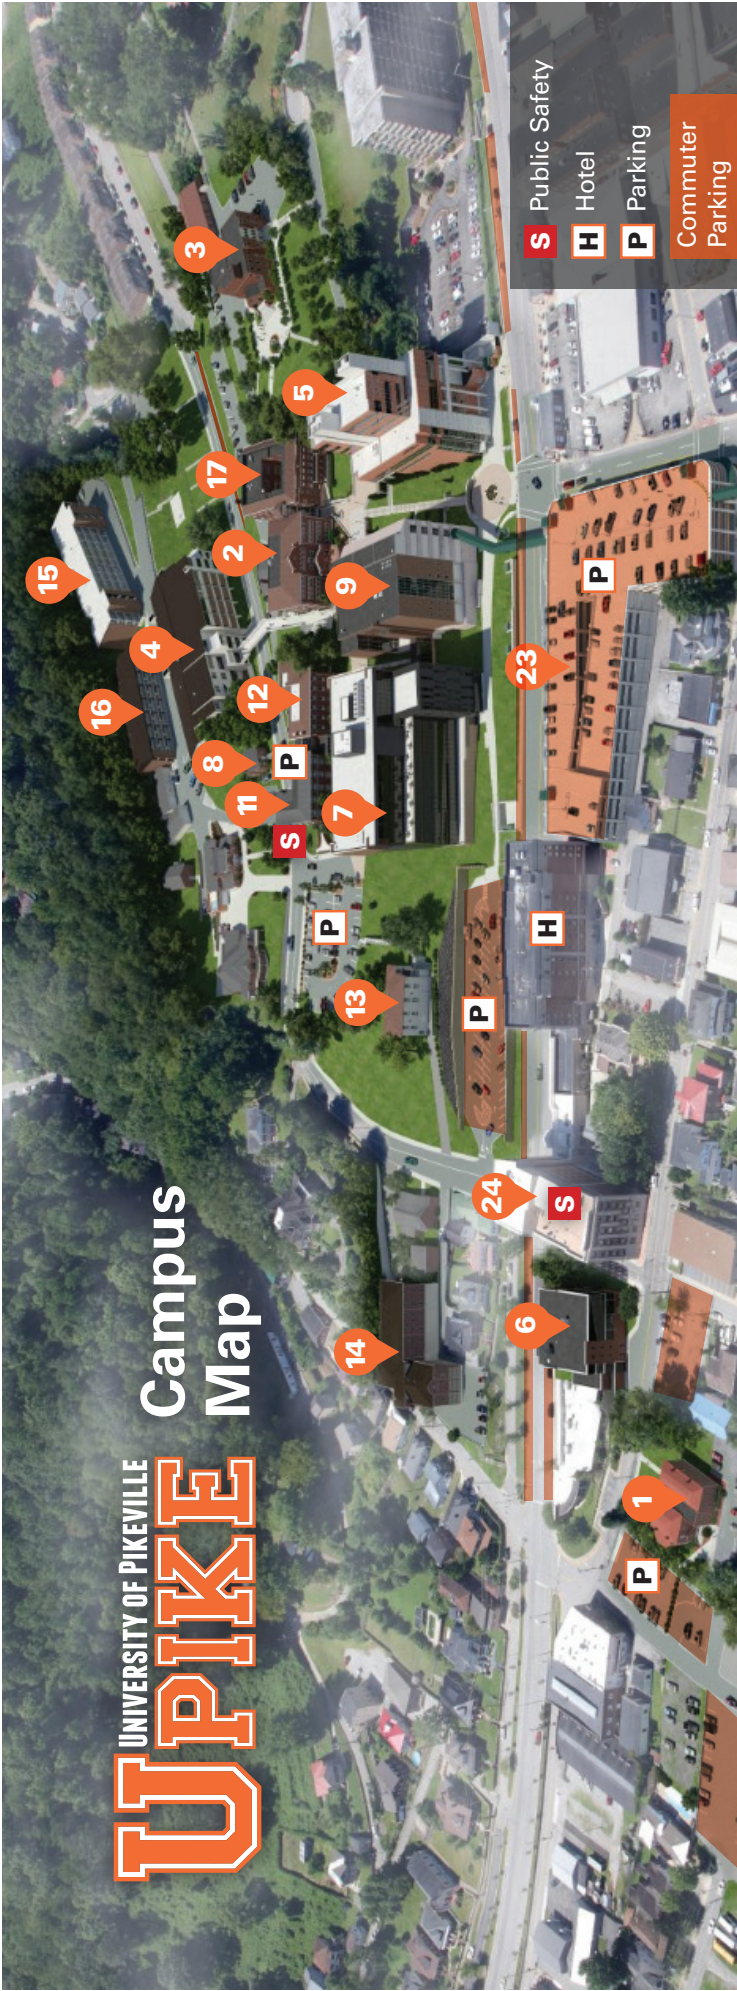 UNIVERSITY OF PIKEVILLE
UPIKE
Campus
Map
1
P
14
6
24
S
13
P
P
H
S
11
8
P
7
12
16
4
15
2
9
17
5
3
23
P
S Public Safety
H Hotel
P Parking
Commuter
Parking